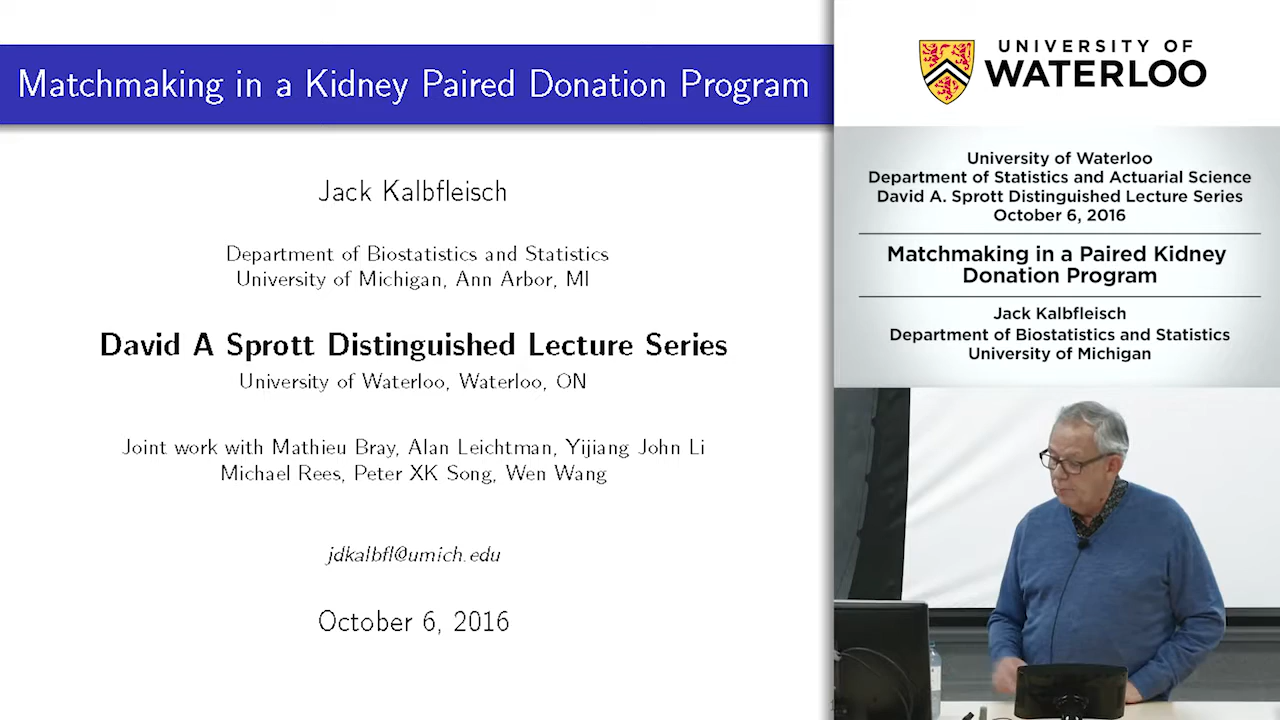 Matchmaking in a Kidney Paired Donation Program
Jack Kalbfleisch
Department of Biostatistics and Statistics
University of Michigan, Ann Arbor, MI
David A Sprott Distinguished Lecture Series
University of Waterloo, Waterloo, ON
Joint work with Mathieu Bray, Alan Leichtman, Yijiang John Li
Michael Rees, Peter XK Song, Wen Wang
jdkalbfl@umich.edu
October 6, 2016
UNIVERSITY OF
WATERLOO
University of Waterloo
Department of Statistics and Actuarial Science
David A. Sprott Distinguished Lecture Series
October 6, 2016
Matchmaking in a Paired Kidney
Donation Program
Jack Kalbfleisch
Department of Biostatistics and Statistics
University of Michigan